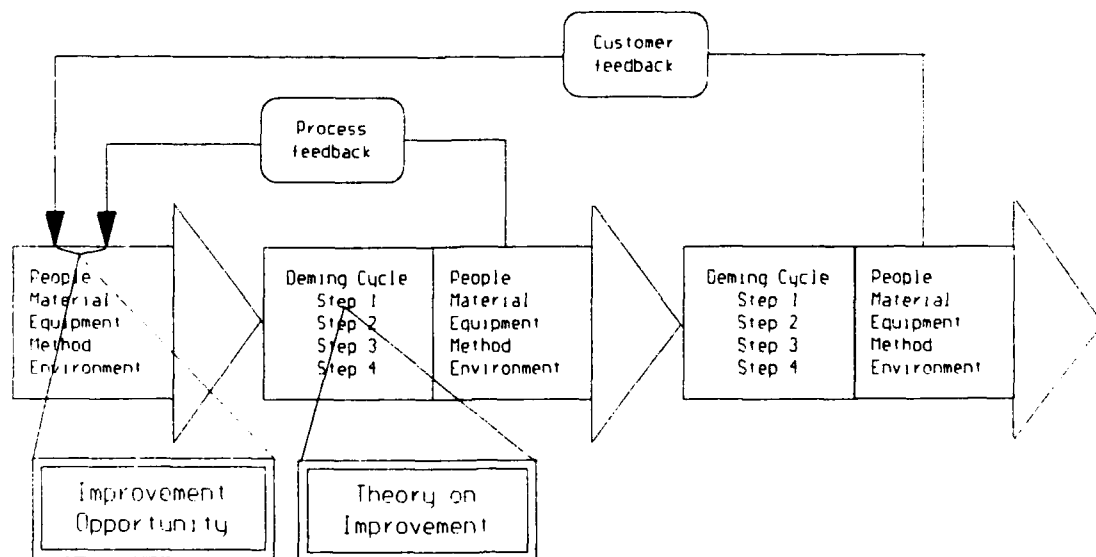 Customer
feedback
Process
feedback
People
Material
Equipment
Method
Environment
Deming Cycle
Step 1
Step 2
Step 3
Step 4
People
Material
Equipment
Method
Environment
Deming Cycle
Step 1
Step 2
Step 3
Step 4
People
Material
Equipment
Method
Environment
Improvement
Opportunity
Theory on
Improvement